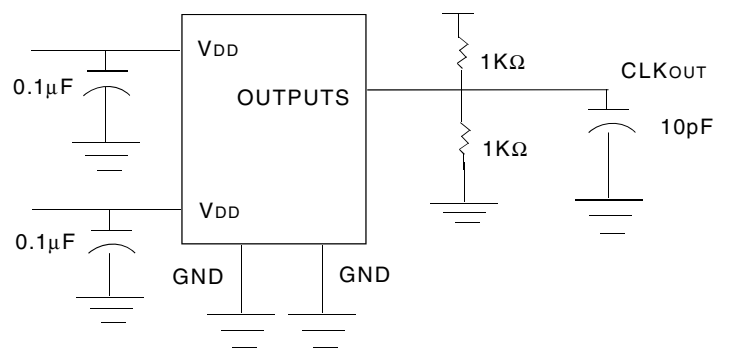 VDD
1KΩ
CLKOUT
0.1μF
OUTPUTS
10pF
1KΩ
VDD
0.1μF
GND
GND